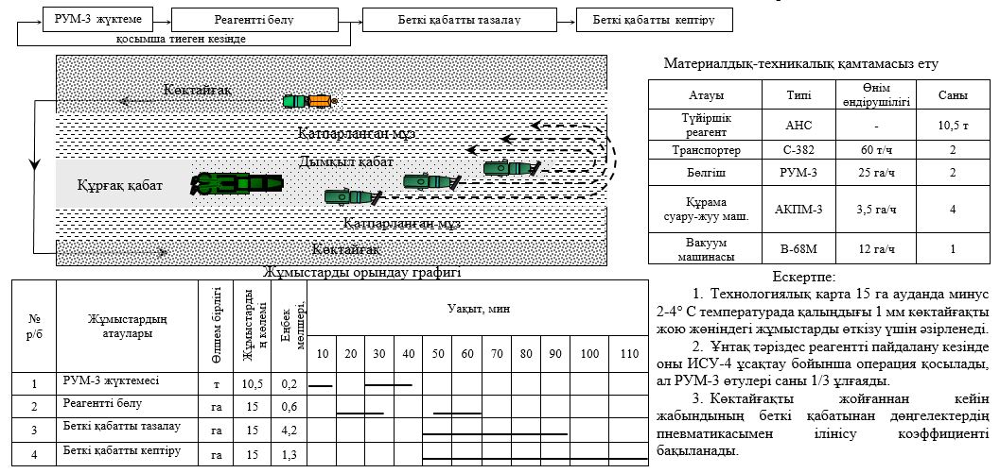 РУМ-3 жүктеме
Реагентті бөлу
Беткі қабатты тазалау
Беткі қабатты кептіру
қосымша тиеген кезінде
Көктайғақ
Қатпарланған мұз
Дымқыл қабат
Құрғақ қабат
Қатпарланған мұз
Көктайғақ
Материалдық-техникалық қамтамасыз ету
Атауы Типі Өнім өндірушілігі Саны
Түйіршік реагент АНС - 10,5 т
Транспортер С-382 60 т/ч 2
Бөлгіш РУМ-3 25 га/ч 2
Құрама суару-жуу маш. АКПМ-3 3,5 га/ч 4
Вакуум машинасы В-68М 12 га/ч 1
Жұмыстарды орындау графигі
№ р/б Жұмыстардың атаулары Өлшем бірлігі Жұмыстарды ң көлемі Еңбек мөлшері, Уақыт, мин
10 20 30 40 50 60 70 80 90 100 110
1 РУМ-3 жүктемесі т 10,5 0,2
2 Реагентті бөлу га 15 0,6
3 Беткі қабатты тазалау га 15 4,2
4 Беткі қабатты кептіру га 15 1,3
Ескертпе:
1. Технологиялық карта 15 га ауданда минус
2-4° С температурада қалыңдығы 1 мм көктайғақты
жою жөніндегі жұмыстарды өткізу үшін әзірленеді.
2. Ұнтақ тәріздес реагентті пайдалану кезінде
оны ИСУ-4 ұсақтау бойынша операция қосылады,
ал РУМ-3 өтулері саны 1/3 ұлғаяды.
3. Көктайғақты жойғаннан кейін
жабындының беткі қабатынан дөңгелектердің
пневматикасымен ілінісу коэффициенті
бақыланады.